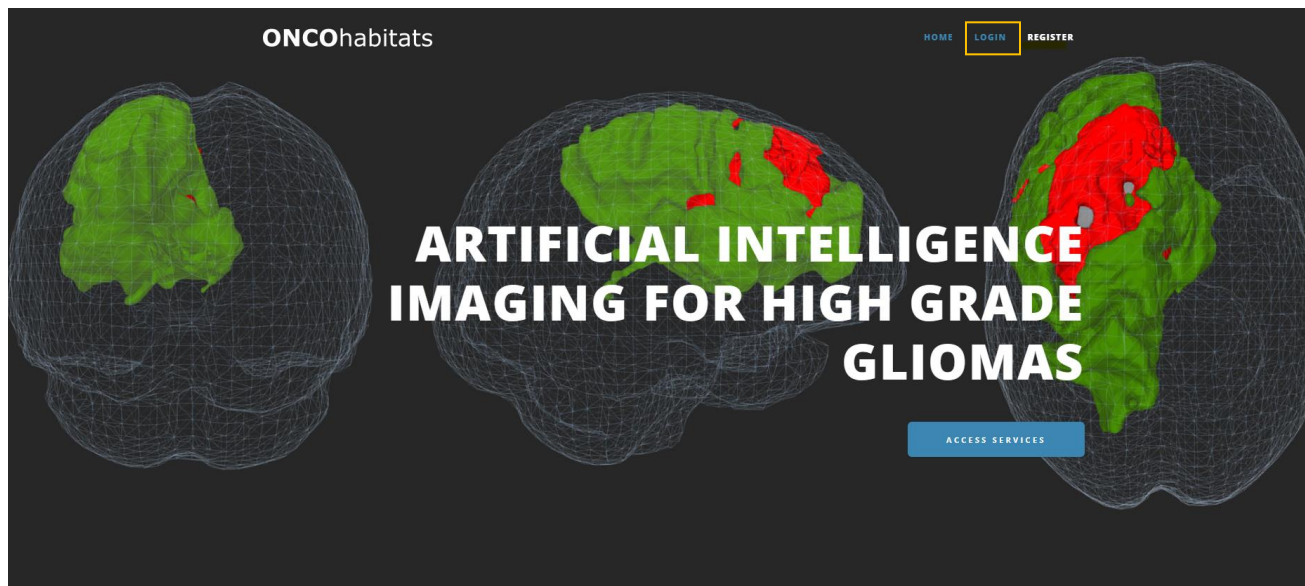 ONCOhabitats
HOME LOGIN REGISTER
ARTIFICIAL INTELLIGENCE
IMAGING FOR HIGH GRADE
GLIOMAS
ACCESS SERVICES